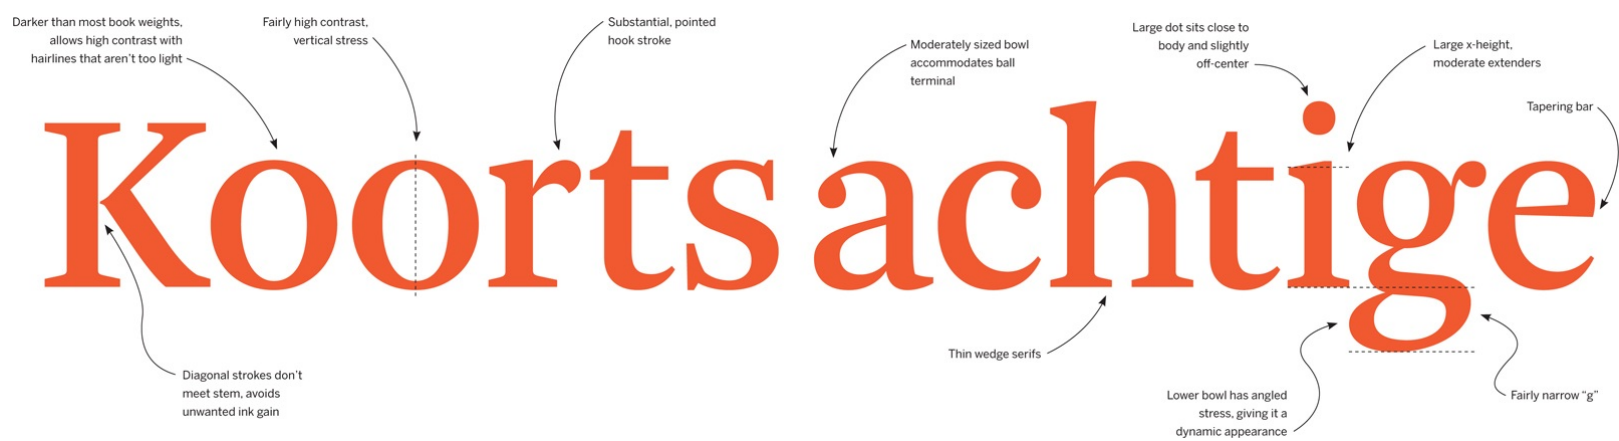 Darker than most book weights,
allows high contrast with
hairlines that aren't too light
Fairly high contrast,
vertical stress
Substantial, pointed
hook stroke
Moderately sized bowl
accommodates ball
terminal
Large dot sits close to
body and slightly
off-center
Large x-height,
moderate extenders
Tapering bar
Koortsachtige
Thin wedge serifs
Diagonal strokes don't
meet stem, avoids
unwanted ink gain
Lower bowl has angled
stress, giving it a
dynamic appearance
Fairly narrow “g”